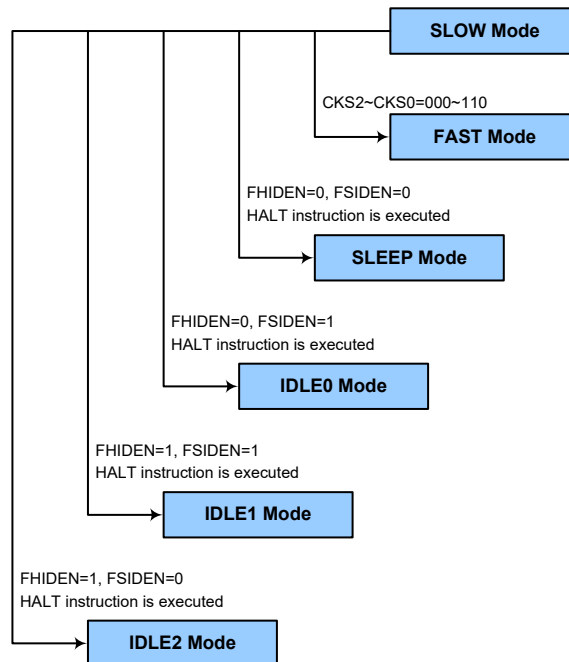 SLOW Mode
CKS2~CKS0=000~110
FAST Mode
FHIDEN=0, FSIDEN=0
HALT instruction is executed
SLEEP Mode
FHIDEN=0, FSIDEN=1
HALT instruction is executed
IDLE0 Mode
FHIDEN=1, FSIDEN=1
HALT instruction is executed
IDLE1 Mode
FHIDEN=1, FSIDEN=0
HALT instruction is executed
IDLE2 Mode